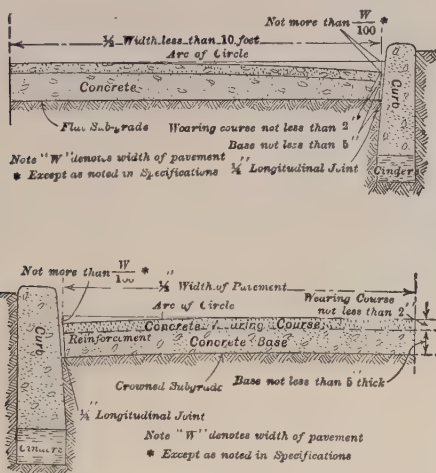 Not more than W/100 *
½ Width less than 10 feet
Arc of Circle
Concrete
Curb
Flat Subgrade
Wearing course not less than 2"
Base not less than 5"
Note "W" denotes width of pavement
* Except as noted in Specifications
¼" Longitudinal Joint
Cinder
Not more than W/100 *
½ Width of Pavement
Wearing Course
not less than 2"
Arc of Circle
Curb
Concrete Wearing Course
Reinforcement
Concrete Base
Crowned Subgrade
Base not less than 5" thick
¼" Longitudinal Joint
Cinders
Note "W" denotes width of pavement
* Except as noted in Specifications